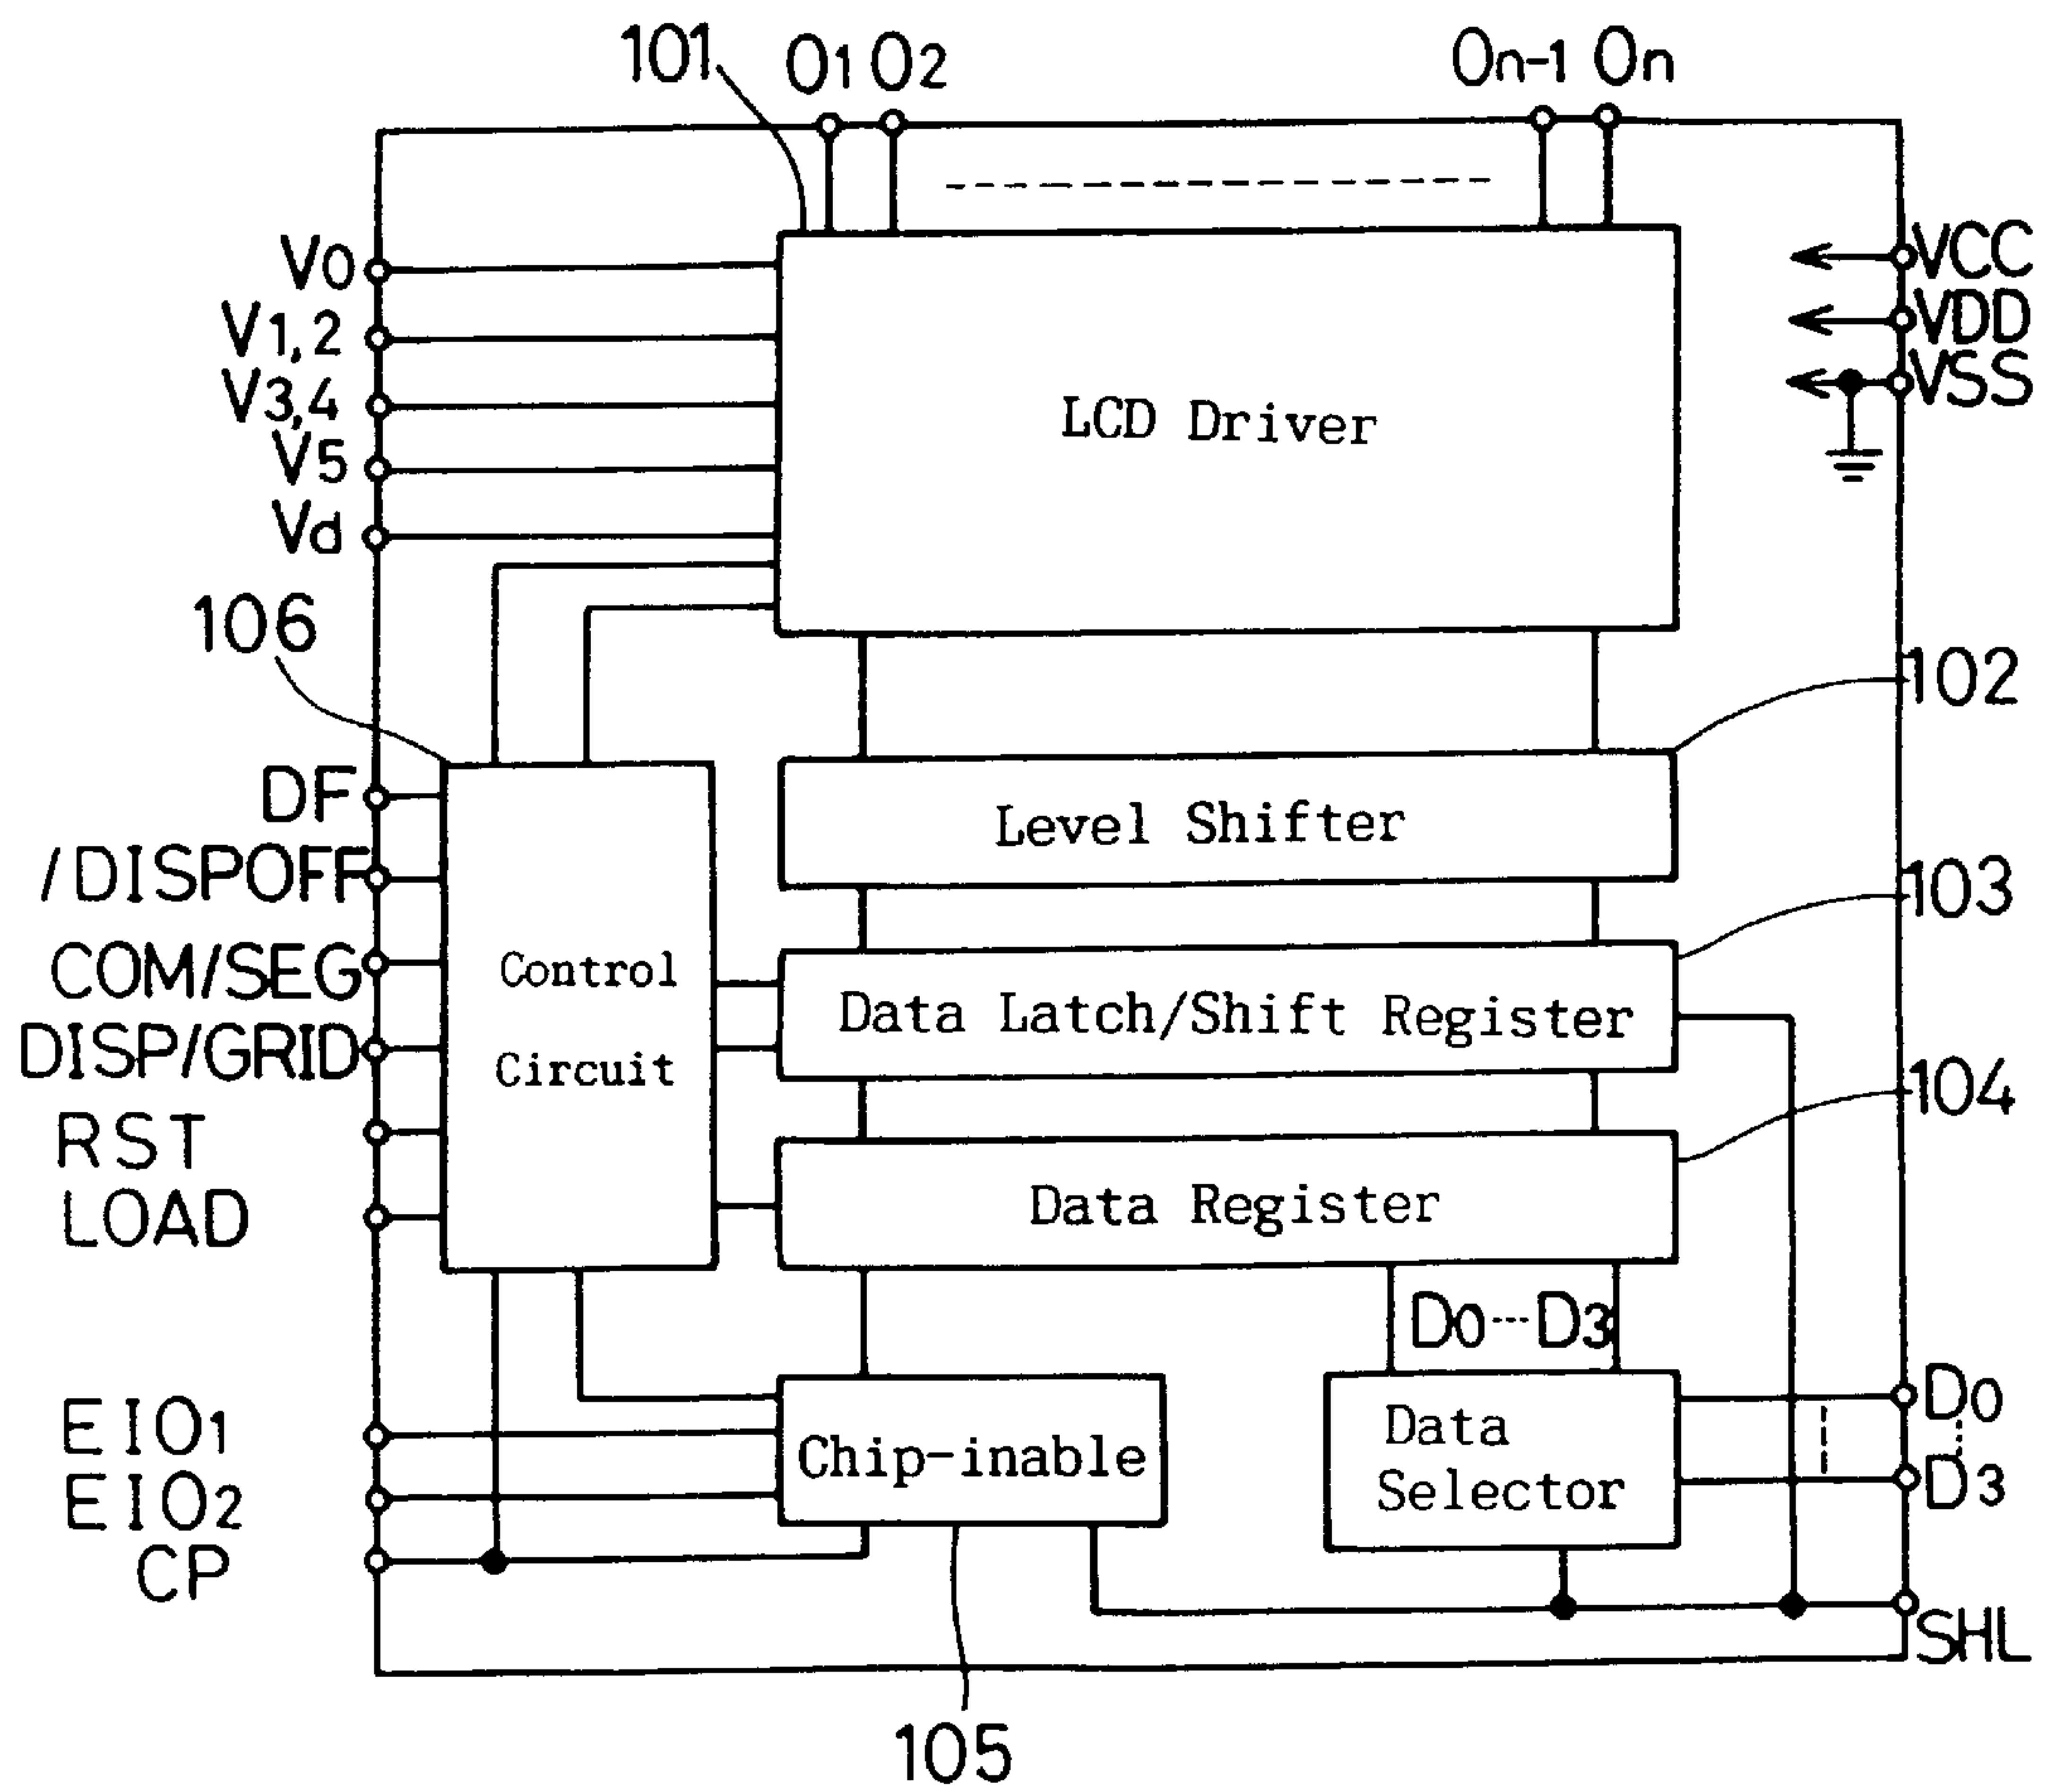 101
O1 O2
On-1 On
V0
V1,2
V3,4
V5
Vd
VCC
VDD
VSS
LCD Driver
106
102
DF
/DISPOFF
COM/SEG
DISP/GRID
RST
LOAD
Level Shifter
103
Control
Circuit
Data Latch/Shift Register
104
Data Register
D0---D3
EIO1
EIO2
CP
Chip-inable
Data
Selector
D0
D3
SHL
105